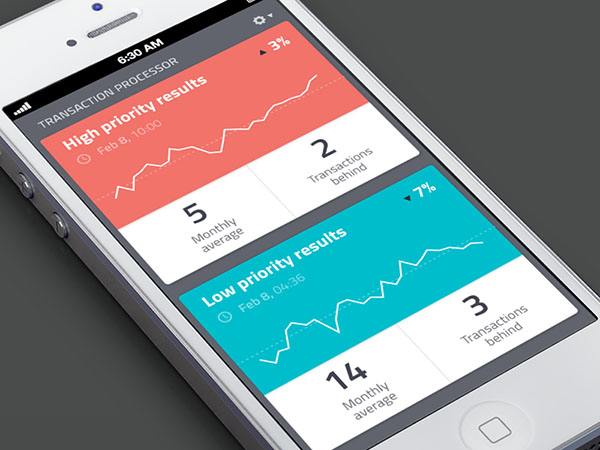 6:30 AM
TRANSACTION PROCESSOR
High priority results
▲ 3%
Feb 8, 10:00
5
Monthly
average
2
Transactions
behind
Low priority results
▼ 7%
Feb 8, 04:36
14
Monthly
average
3
Transactions
behind